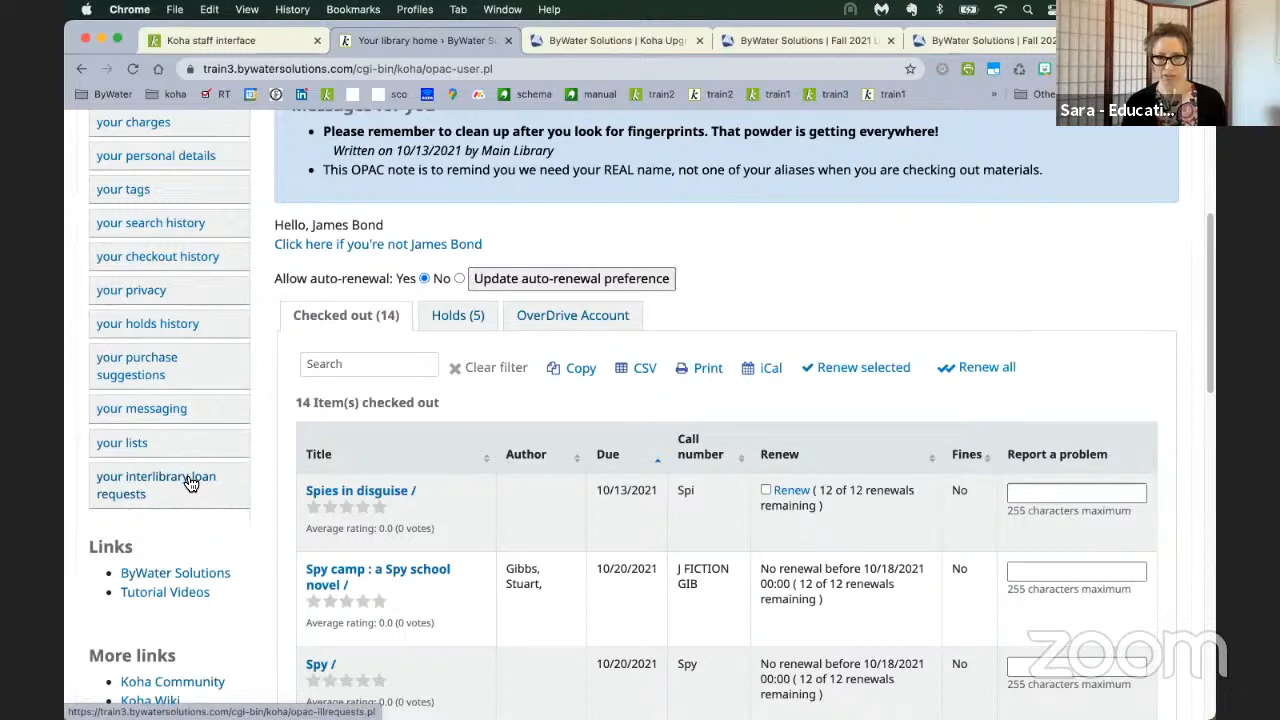 Chrome File Edit View History Bookmarks Profiles Tab Window Help
Koha staff interface
Your library home › ByWater S
ByWater Solutions | Koha Upg
ByWater Solutions | Fall 2021 U
ByWater Solutions | Fall 202
train3.bywatersolutions.com/cgi-bin/koha/opac-user.pl
ByWater koha RT sco schema manual train2 train2 train1 train3 train1 » Othe
Sara - Educati...
Messages for you
Please remember to clean up after you look for fingerprints. That powder is getting everywhere!
Written on 10/13/2021 by Main Library
This OPAC note is to remind you we need your REAL name, not one of your aliases when you are checking out materials.
your charges
your personal details
your tags
your search history
your checkout history
your privacy
your holds history
your purchase
suggestions
your messaging
your lists
your interlibrary loan
requests
Links
ByWater Solutions
Tutorial Videos
More links
Koha Community
Koha Wiki
Hello, James Bond
Click here if you're not James Bond
Allow auto-renewal: Yes No Update auto-renewal preference
Checked out (14) Holds (5) OverDrive Account
Search Clear filter Copy CSV Print iCal Renew selected Renew all
14 Item(s) checked out
Title Author Due Call number Renew Fines Report a problem
Spies in disguise / 10/13/2021 Spi Renew ( 12 of 12 renewals remaining ) No
255 characters maximum
Average rating: 0.0 (0 votes)
Spy camp : a Spy school novel / Gibbs, Stuart, 10/20/2021 J FICTION GIB No renewal before 10/18/2021 00:00 ( 12 of 12 renewals remaining ) No
255 characters maximum
Average rating: 0.0 (0 votes)
Spy / 10/20/2021 Spy No renewal before 10/18/2021 00:00 ( 12 of 12 renewals remaining ) No
255 characters maximum
Average rating: 0.0 (0 votes)
https://train3.bywatersolutions.com/cgi-bin/koha/opac-illrequests.pl
zoom